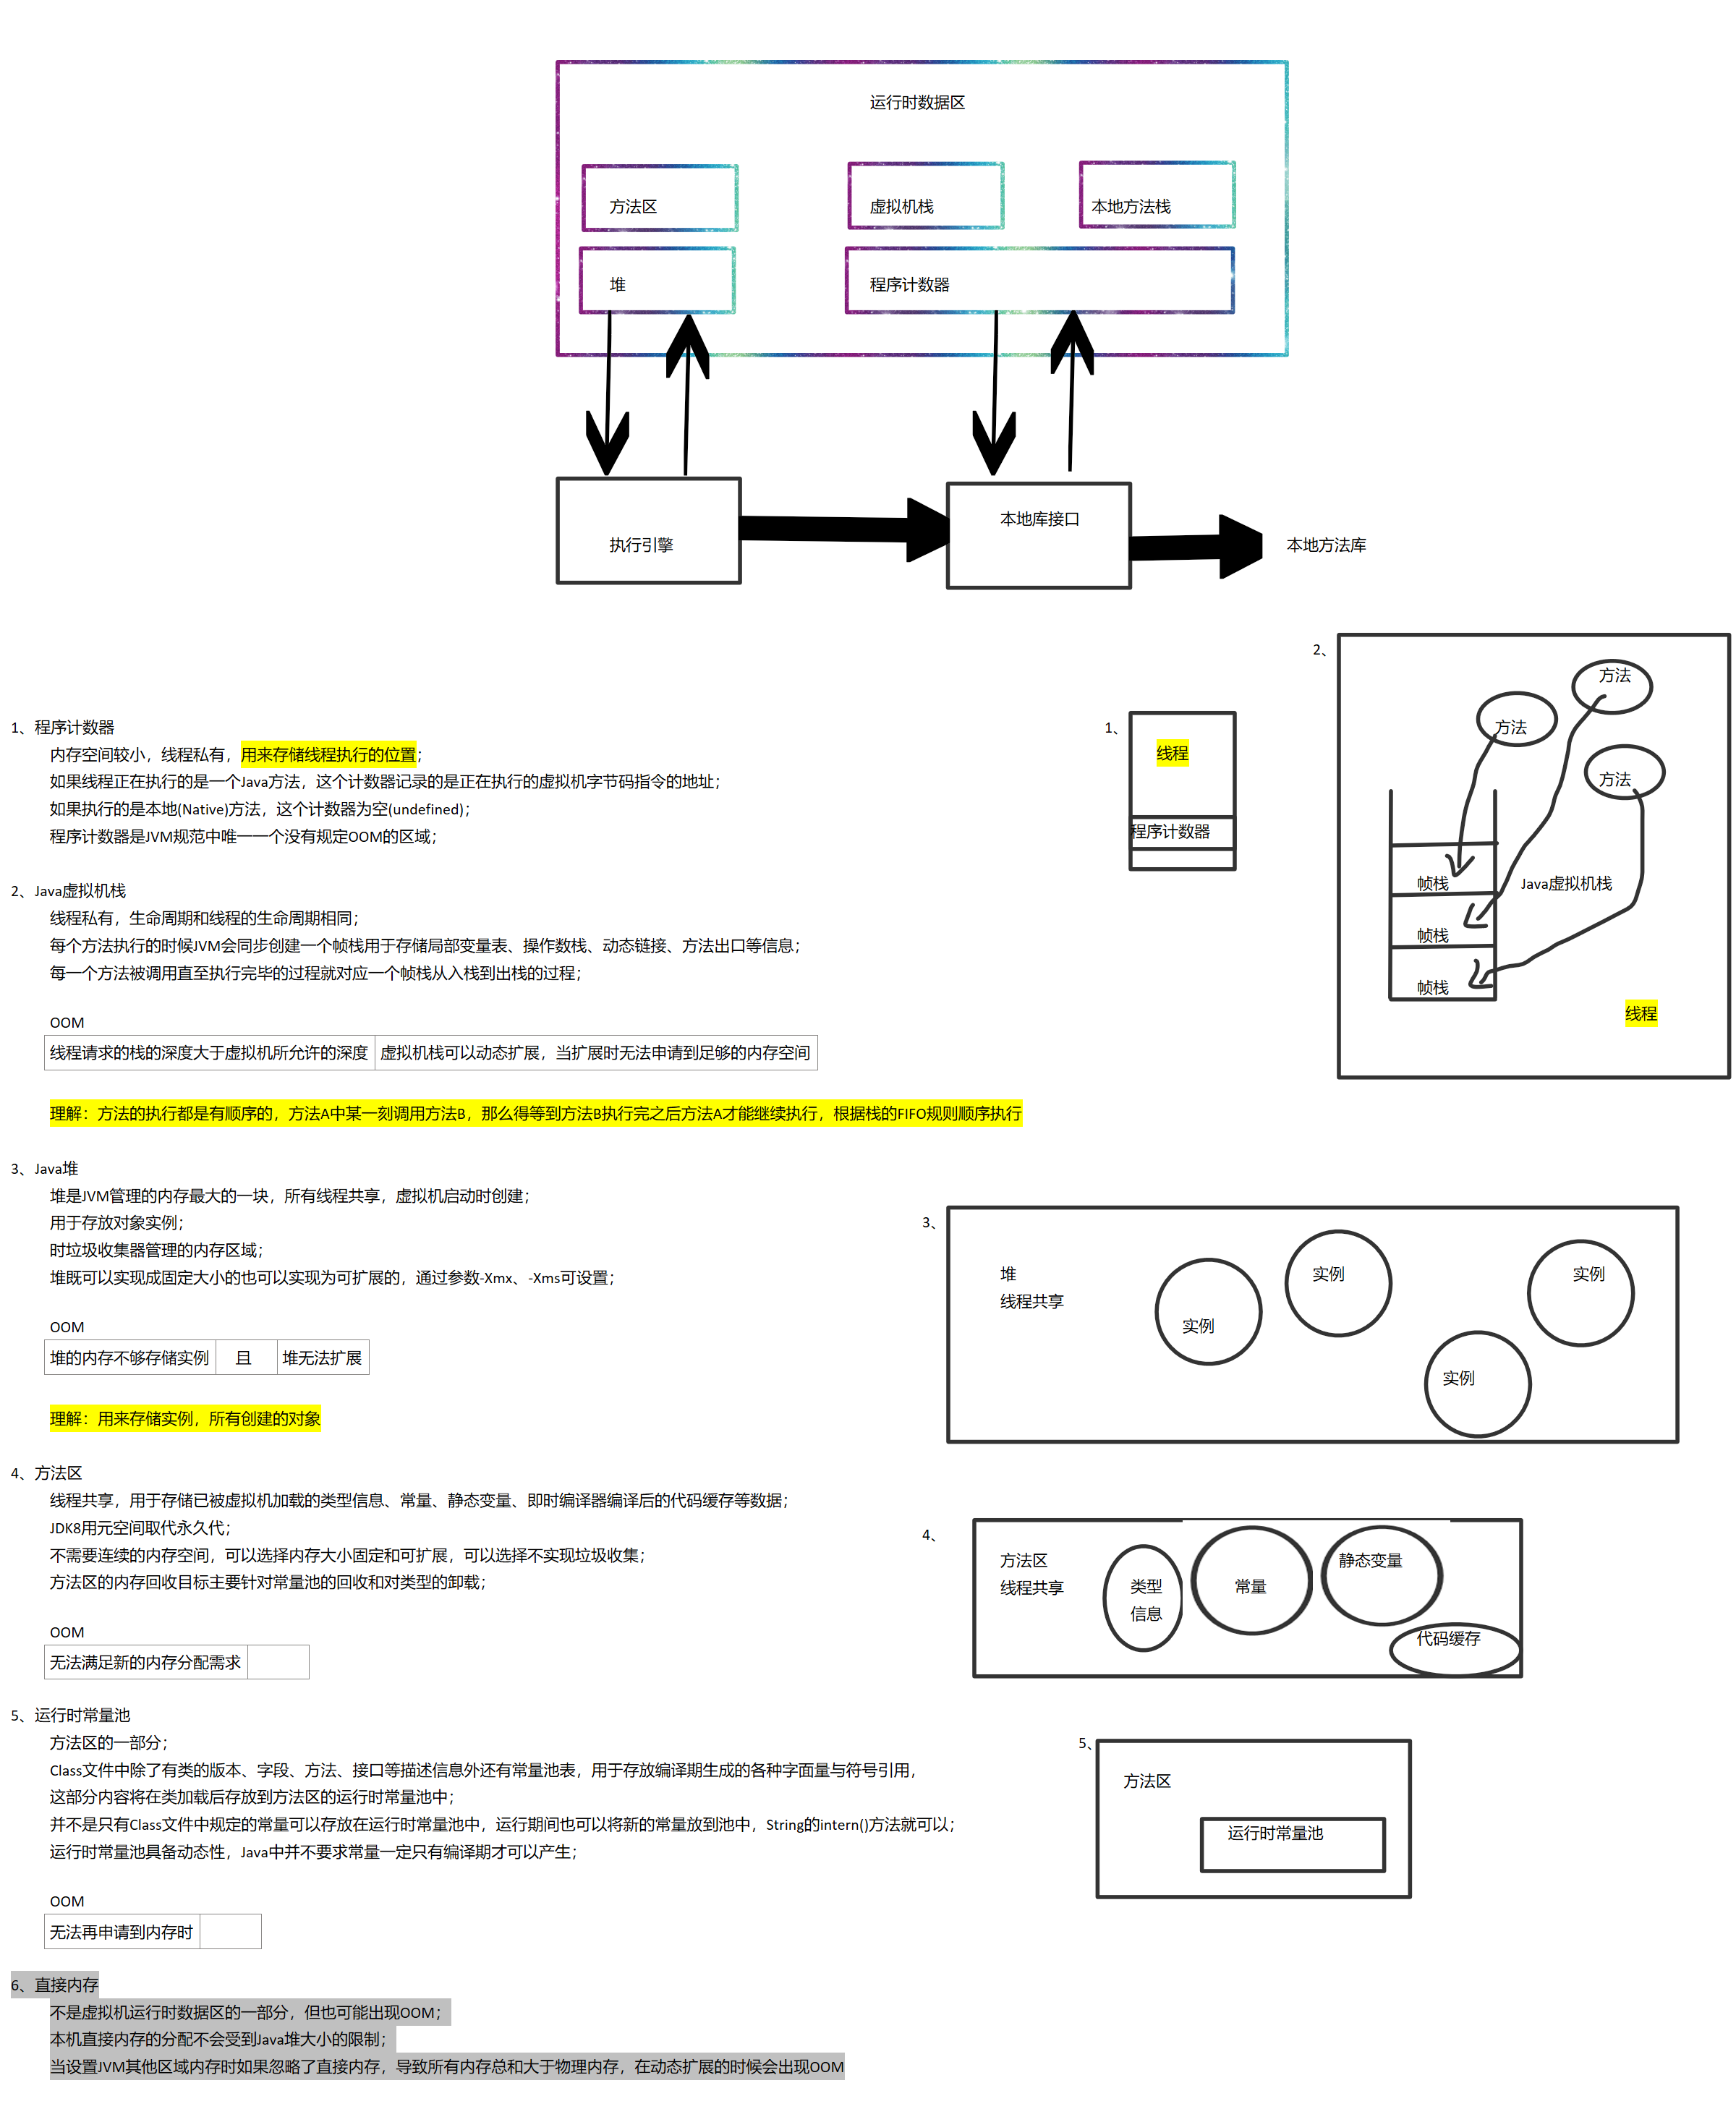 运行时数据区
方法区
虚拟机栈
本地方法栈
堆
程序计数器
执行引擎
本地库接口
本地方法库
1、程序计数器
内存空间较小，线程私有，用来存储线程执行的位置；
如果线程正在执行的是一个Java方法，这个计数器记录的是正在执行的虚拟机字节码指令的地址；
如果执行的是本地(Native)方法，这个计数器为空(undefined)；
程序计数器是JVM规范中唯一一个没有规定OOM的区域；
1、
线程
程序计数器
2、
方法
方法
方法
帧栈
Java虚拟机栈
帧栈
帧栈
线程
2、Java虚拟机栈
线程私有，生命周期和线程的生命周期相同；
每个方法执行的时候JVM会同步创建一个帧栈用于存储局部变量表、操作数栈、动态链接、方法出口等信息；
每一个方法被调用直至执行完毕的过程就对应一个帧栈从入栈到出栈的过程；
OOM
线程请求的栈的深度大于虚拟机所允许的深度 虚拟机栈可以动态扩展，当扩展时无法申请到足够的内存空间
理解：方法的执行都是有顺序的，方法A中某一刻调用方法B，那么得等到方法B执行完之后方法A才能继续执行，根据栈的FIFO规则顺序执行
3、Java堆
堆是JVM管理的内存最大的一块，所有线程共享，虚拟机启动时创建；
用于存放对象实例；
时垃圾收集器管理的内存区域；
堆既可以实现成固定大小的也可以实现为可扩展的，通过参数-Xmx、-Xms可设置；
OOM
堆的内存不够存储实例 且 堆无法扩展
理解：用来存储实例，所有创建的对象
3、
堆
线程共享
实例
实例
实例
实例
4、方法区
线程共享，用于存储已被虚拟机加载的类型信息、常量、静态变量、即时编译器编译后的代码缓存等数据；
JDK8用元空间取代永久代；
不需要连续的内存空间，可以选择内存大小固定和可扩展，可以选择不实现垃圾收集；
方法区的内存回收目标主要针对常量池的回收和对类型的卸载；
OOM
无法满足新的内存分配需求
4、
方法区
线程共享
类型
信息
常量
静态变量
代码缓存
5、运行时常量池
方法区的一部分；
Class文件中除了有类的版本、字段、方法、接口等描述信息外还有常量池表，用于存放编译期生成的各种字面量与符号引用，
这部分内容将在类加载后存放到方法区的运行时常量池中；
并不是只有Class文件中规定的常量可以存放在运行时常量池中，运行期间也可以将新的常量放到池中，String的intern()方法就可以；
运行时常量池具备动态性，Java中并不要求常量一定只有编译期才可以产生；
OOM
无法再申请到内存时
5、
方法区
运行时常量池
6、直接内存
不是虚拟机运行时数据区的一部分，但也可能出现OOM；
本机直接内存的分配不会受到Java堆大小的限制；
当设置JVM其他区域内存时如果忽略了直接内存，导致所有内存总和大于物理内存，在动态扩展的时候会出现OOM